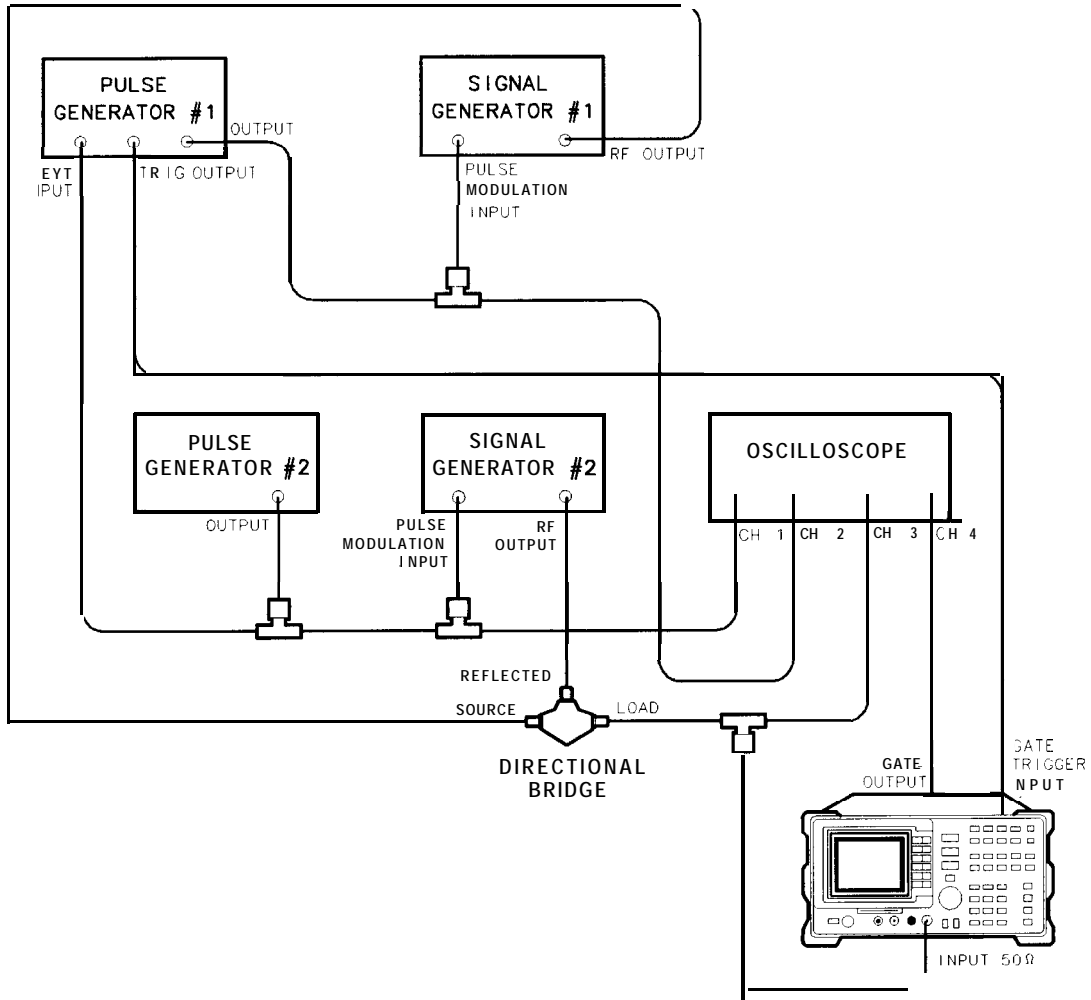 PULSE
GENERATOR #1
OUTPUT
EYT
IPUT
TRIG OUTPUT
SIGNAL
GENERATOR #1
RF OUTPUT
PULSE
MODULATION
INPUT
PULSE
GENERATOR #2
OUTPUT
SIGNAL
GENERATOR #2
PULSE
MODULATION
INPUT
RF
OUTPUT
OSCILLOSCOPE
CH 1 CH 2 CH 3 CH 4
REFLECTED
SOURCE
LOAD
DIRECTIONAL
BRIDGE
GATE
OUTPUT
GATE
TRIGGER
NPUT
INPUT 50Ω